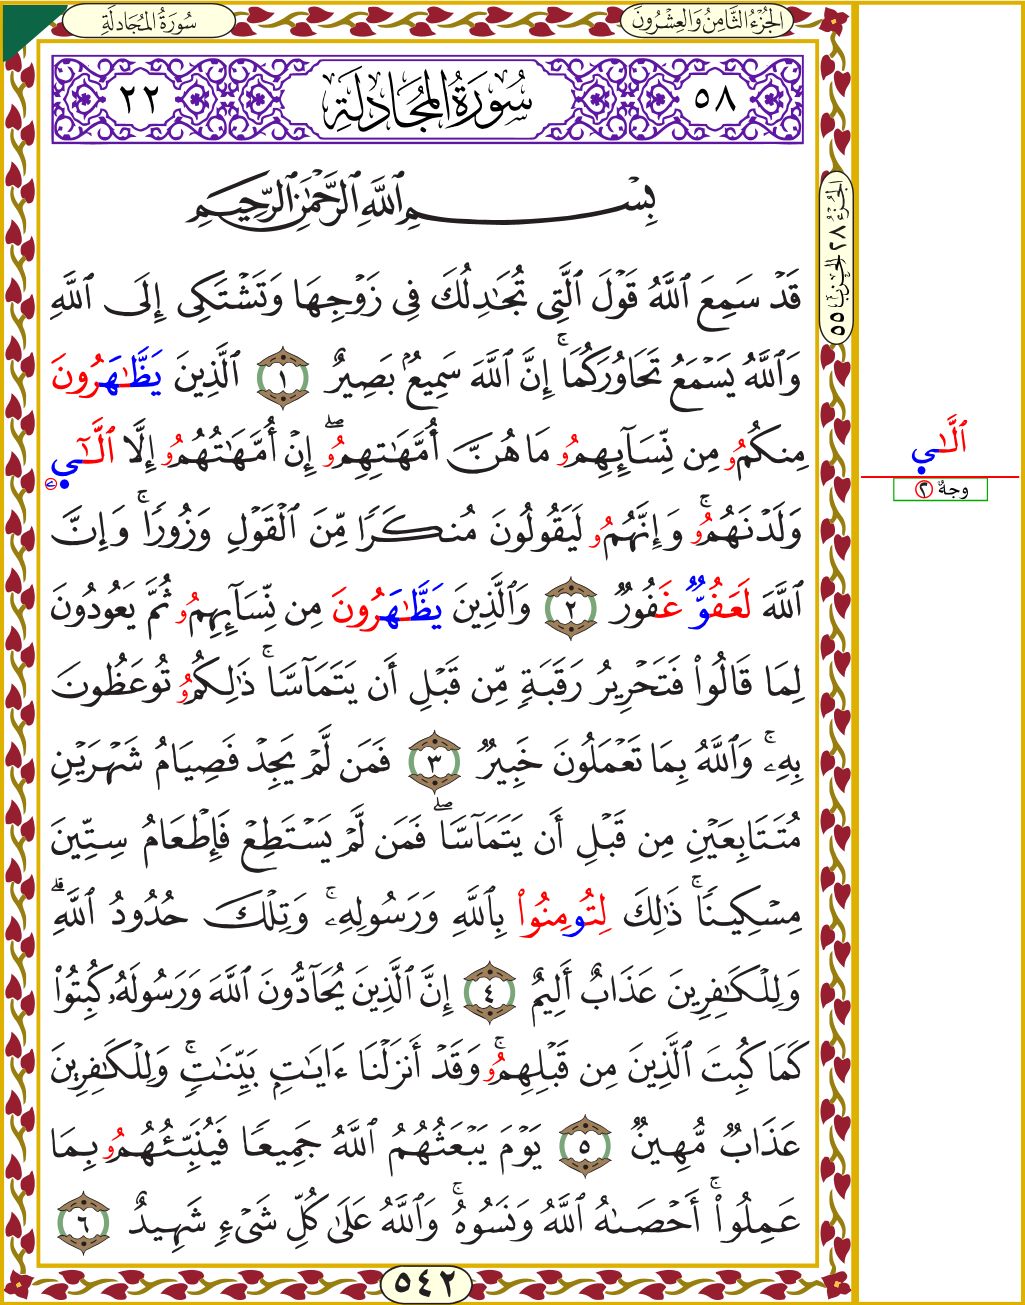 سُورَةُ المُجَادلَةِ
الجُزْءُ الثَّامِنُ وَالعِشْرُونَ
٥٨
سُورَةُ المُجَادلَةِ
٢٢
بِسْمِ ٱللَّهِ ٱلرَّحْمَٰنِ ٱلرَّحِيمِ
قَدْ سَمِعَ ٱللَّهُ قَوْلَ ٱلَّتِى تُجَٰدِلُكَ فِى زَوْجِهَا وَتَشْتَكِى إِلَى ٱللَّهِ
وَٱللَّهُ يَسْمَعُ تَحَاوُرَكُمَآ ۚ إِنَّ ٱللَّهَ سَمِيعُۢ بَصِيرٌ ١ ٱلَّذِينَ يَظَّهَّرُونَ
مِنكُمُۥ مِن نِّسَآئِهِمُۥ مَا هُنَّ أُمَّهَٰتِهِمُۥٓ ۖ إِنْ أُمَّهَٰتُهُمُۥٓ إِلَّا ٱلَّٰۤي
وَلَدْنَهُمُۥ ۚ وَإِنَّهُمُۥ لَيَقُولُونَ مُنكَرًا مِّنَ ٱلْقَوْلِ وَزُورًا ۚ وَإِنَّ
ٱللَّهَ لَعَفُوٌّ غَفُورٌ ٢ وَٱلَّذِينَ يَظَّهَّرُونَ مِن نِّسَآئِهِمُۥ ثُمَّ يَعُودُونَ
لِمَا قَالُوا۟ فَتَحْرِيرُ رَقَبَةٍ مِّن قَبْلِ أَن يَتَمَآسَّا ۚ ذَٰلِكُمُۥ تُوعَظُونَ
بِهِۦ ۚ وَٱللَّهُ بِمَا تَعْمَلُونَ خَبِيرٌ ٣ فَمَن لَّمْ يَجِدْ فَصِيَامُ شَهْرَيْنِ
مُتَتَابِعَيْنِ مِن قَبْلِ أَن يَتَمَآسَّا ۖ فَمَن لَّمْ يَسْتَطِعْ فَإِطْعَامُ سِتِّينَ
مِسْكِينًا ۚ ذَٰلِكَ لِتُومِنُوا۟ بِٱللَّهِ وَرَسُولِهِۦ ۚ وَتِلْكَ حُدُودُ ٱللَّهِ ۗ
وَلِلْكَٰفِرِينَ عَذَابٌ أَلِيمٌ ٤ إِنَّ ٱلَّذِينَ يُحَآدُّونَ ٱللَّهَ وَرَسُولَهُۥ كُبِتُوا۟
كَمَا كُبِتَ ٱلَّذِينَ مِن قَبْلِهِمُۥ ۚ وَقَدْ أَنزَلْنَآ ءَايَٰتٍۭ بَيِّنَٰتٍ ۚ وَلِلْكَٰفِرِينَ
عَذَابٌ مُّهِينٌ ٥ يَوْمَ يَبْعَثُهُمُ ٱللَّهُ جَمِيعًا فَيُنَبِّئُهُمُۥ بِمَا
عَمِلُوٓا۟ ۚ أَحْصَىٰهُ ٱللَّهُ وَنَسُوهُ ۚ وَٱللَّهُ عَلَىٰ كُلِّ شَىْءٍ شَهِيدٌ ٦
٥٤٢
الجُزْءُ ٢٨ الحِزْبُ ٥٥
ٱلَّٰۤي
وجهٌ ٢